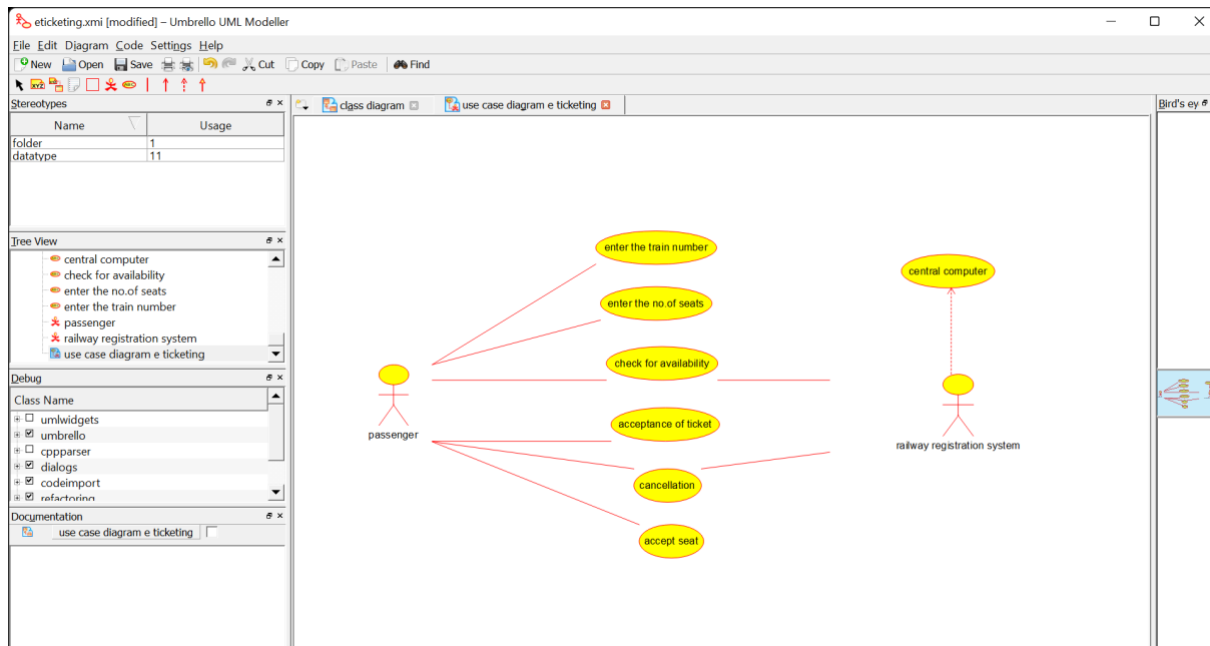 eticketing.xmi [modified] – Umbrello UML Modeller
File Edit Diagram Code Settings Help
New Open Save Cut Copy Paste Find
XYZ
Stereotypes
Name Usage
folder 1
datatype 11
Tree View
central computer
check for availability
enter the no.of seats
enter the train number
passenger
railway registration system
use case diagram e ticketing
Debug
Class Name
umlwidgets
umbrello
cppparser
dialogs
codeimport
refactoring
Documentation
use case diagram e ticketing
class diagram use case diagram e ticketing
enter the train number
central computer
enter the no.of seats
check for availability
acceptance of ticket
passenger
railway registration system
cancellation
accept seat
Bird's ey